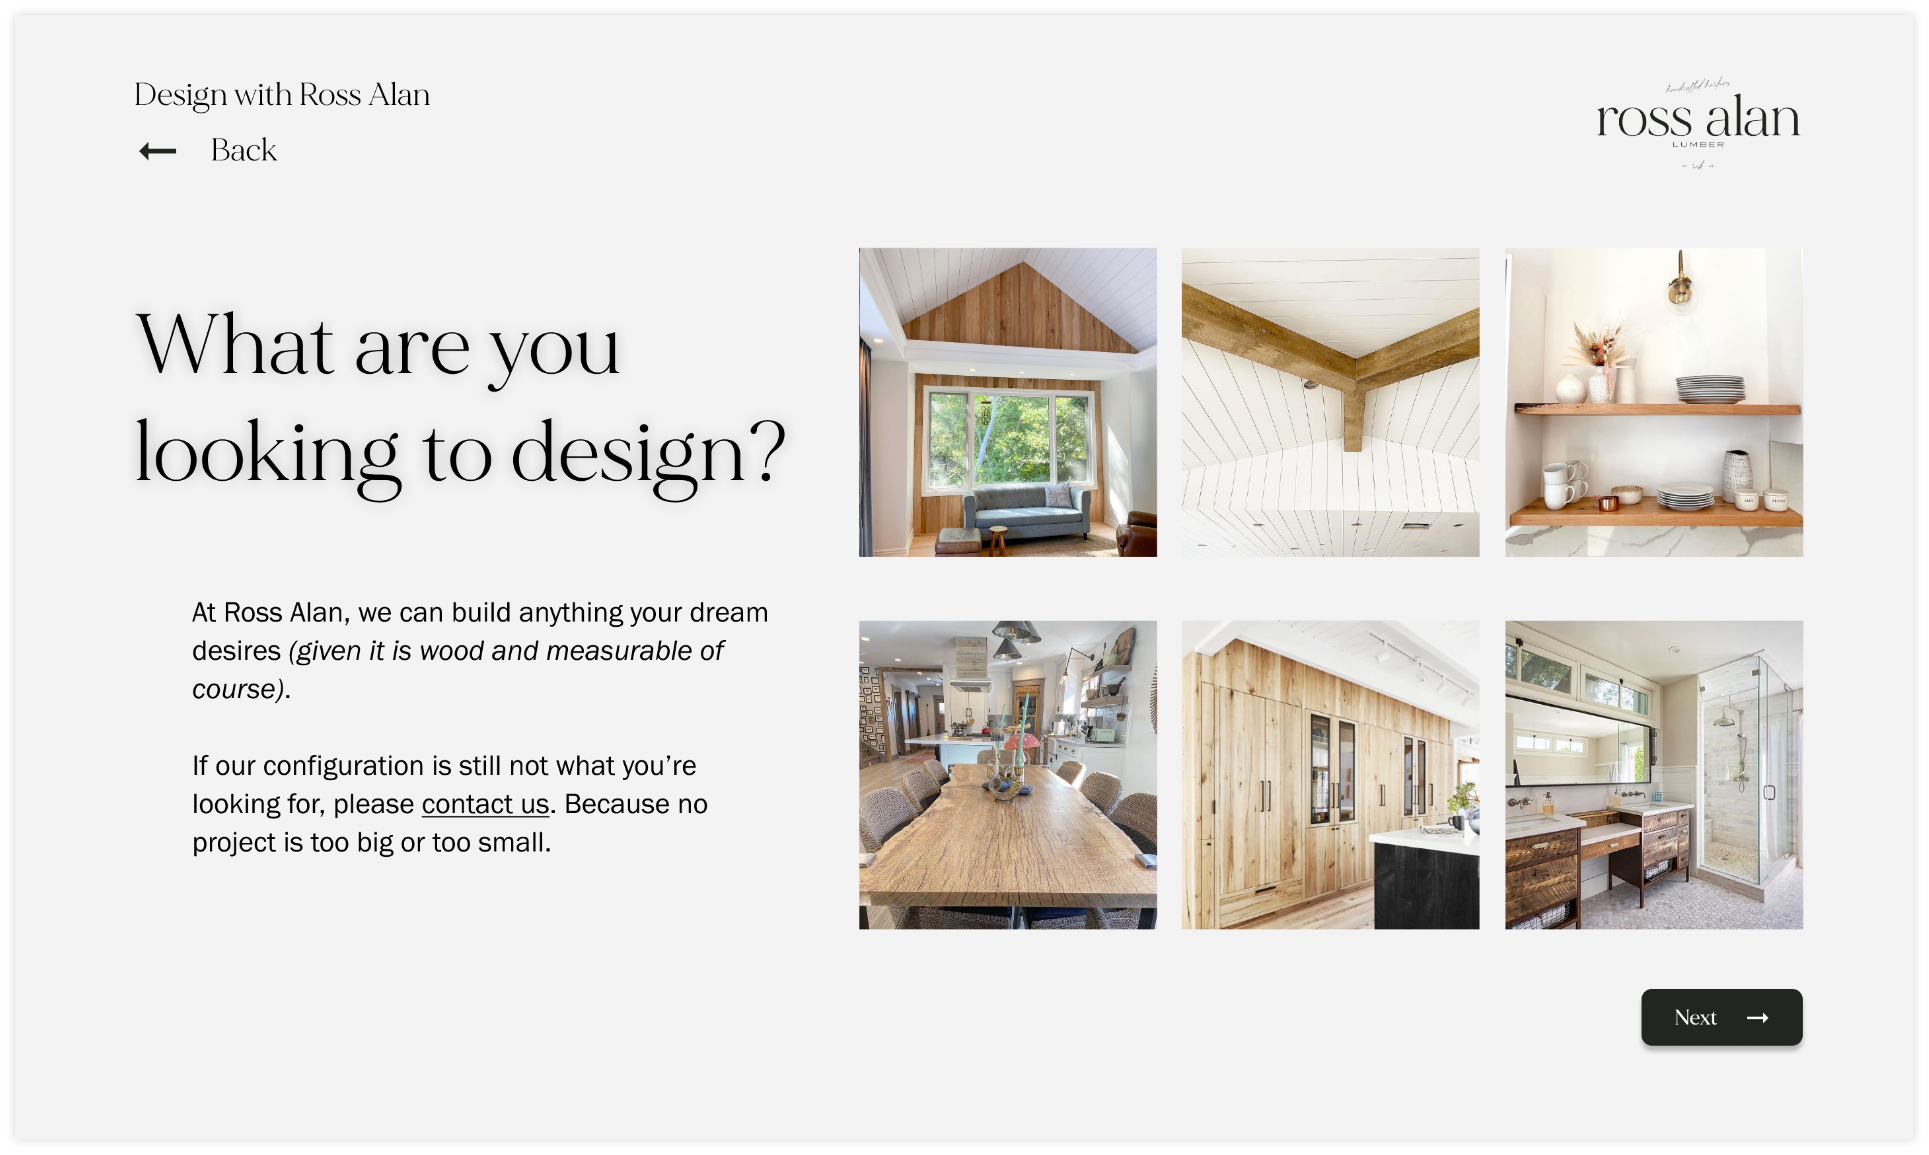 Design with Ross Alan
Back
handcrafted heirlooms
ross alan
LUMBER
What are you
looking to design?
At Ross Alan, we can build anything your dream
desires (given it is wood and measurable of
course).
If our configuration is still not what you’re
looking for, please contact us. Because no
project is too big or too small.
Next